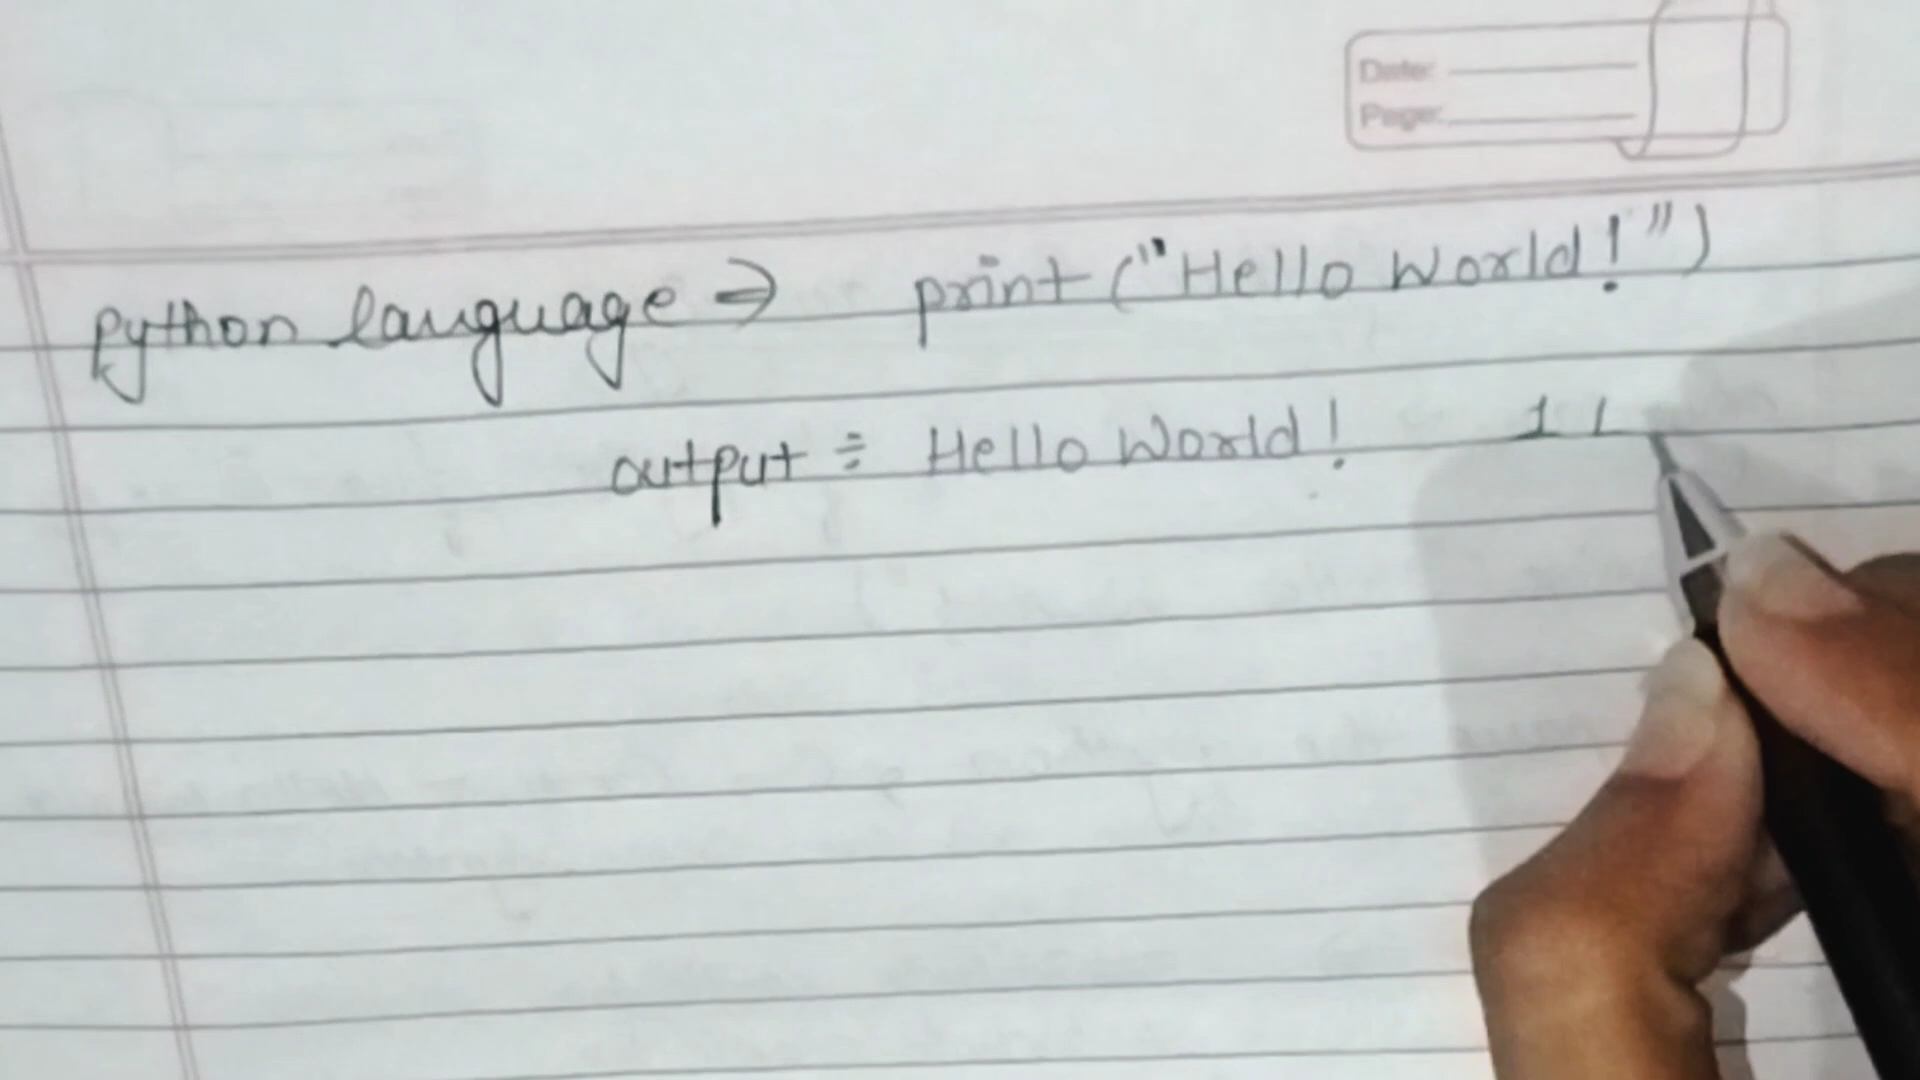 Date:
Page:
python language ⇒ print ("Hello World!")
output ÷ Hello World! 1 L